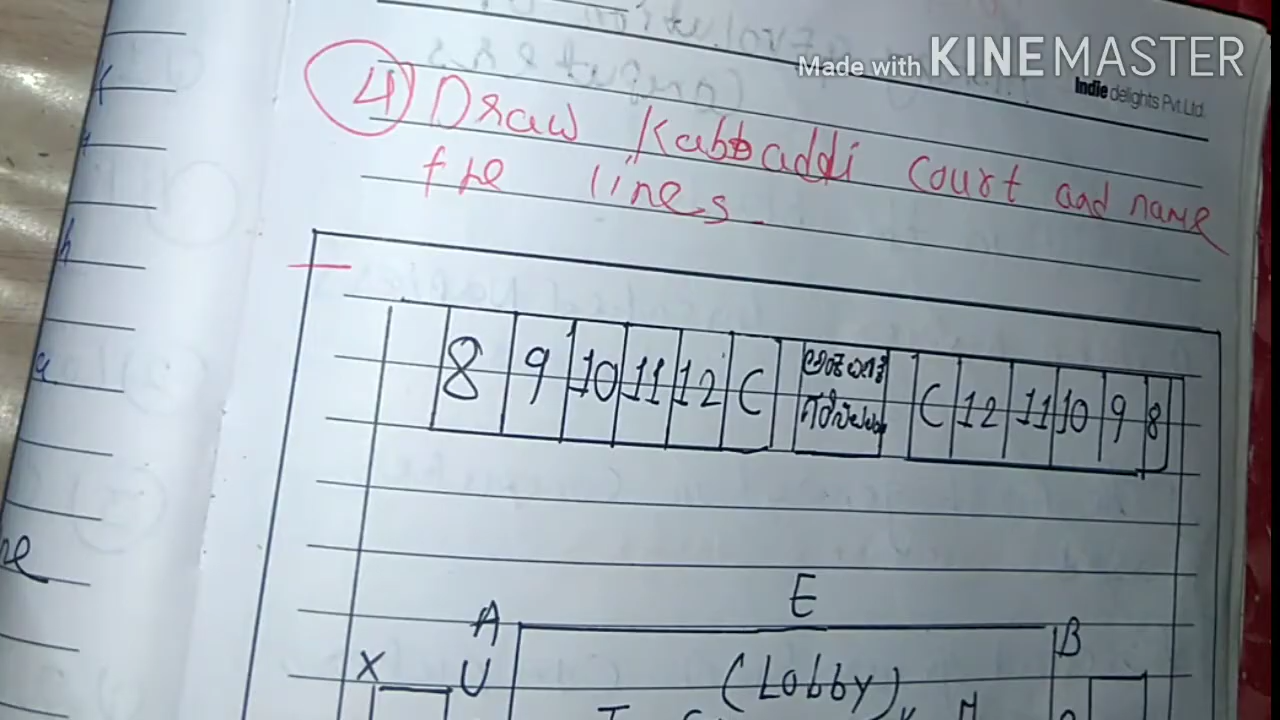 Made with KINEMASTER
Indie delights Pvt. Ltd.
4) Draw Kabbaddi court and name
the lines
8 9 10 11 12 C C 12 11 10 9 8
E
A B
X U (Lobby)